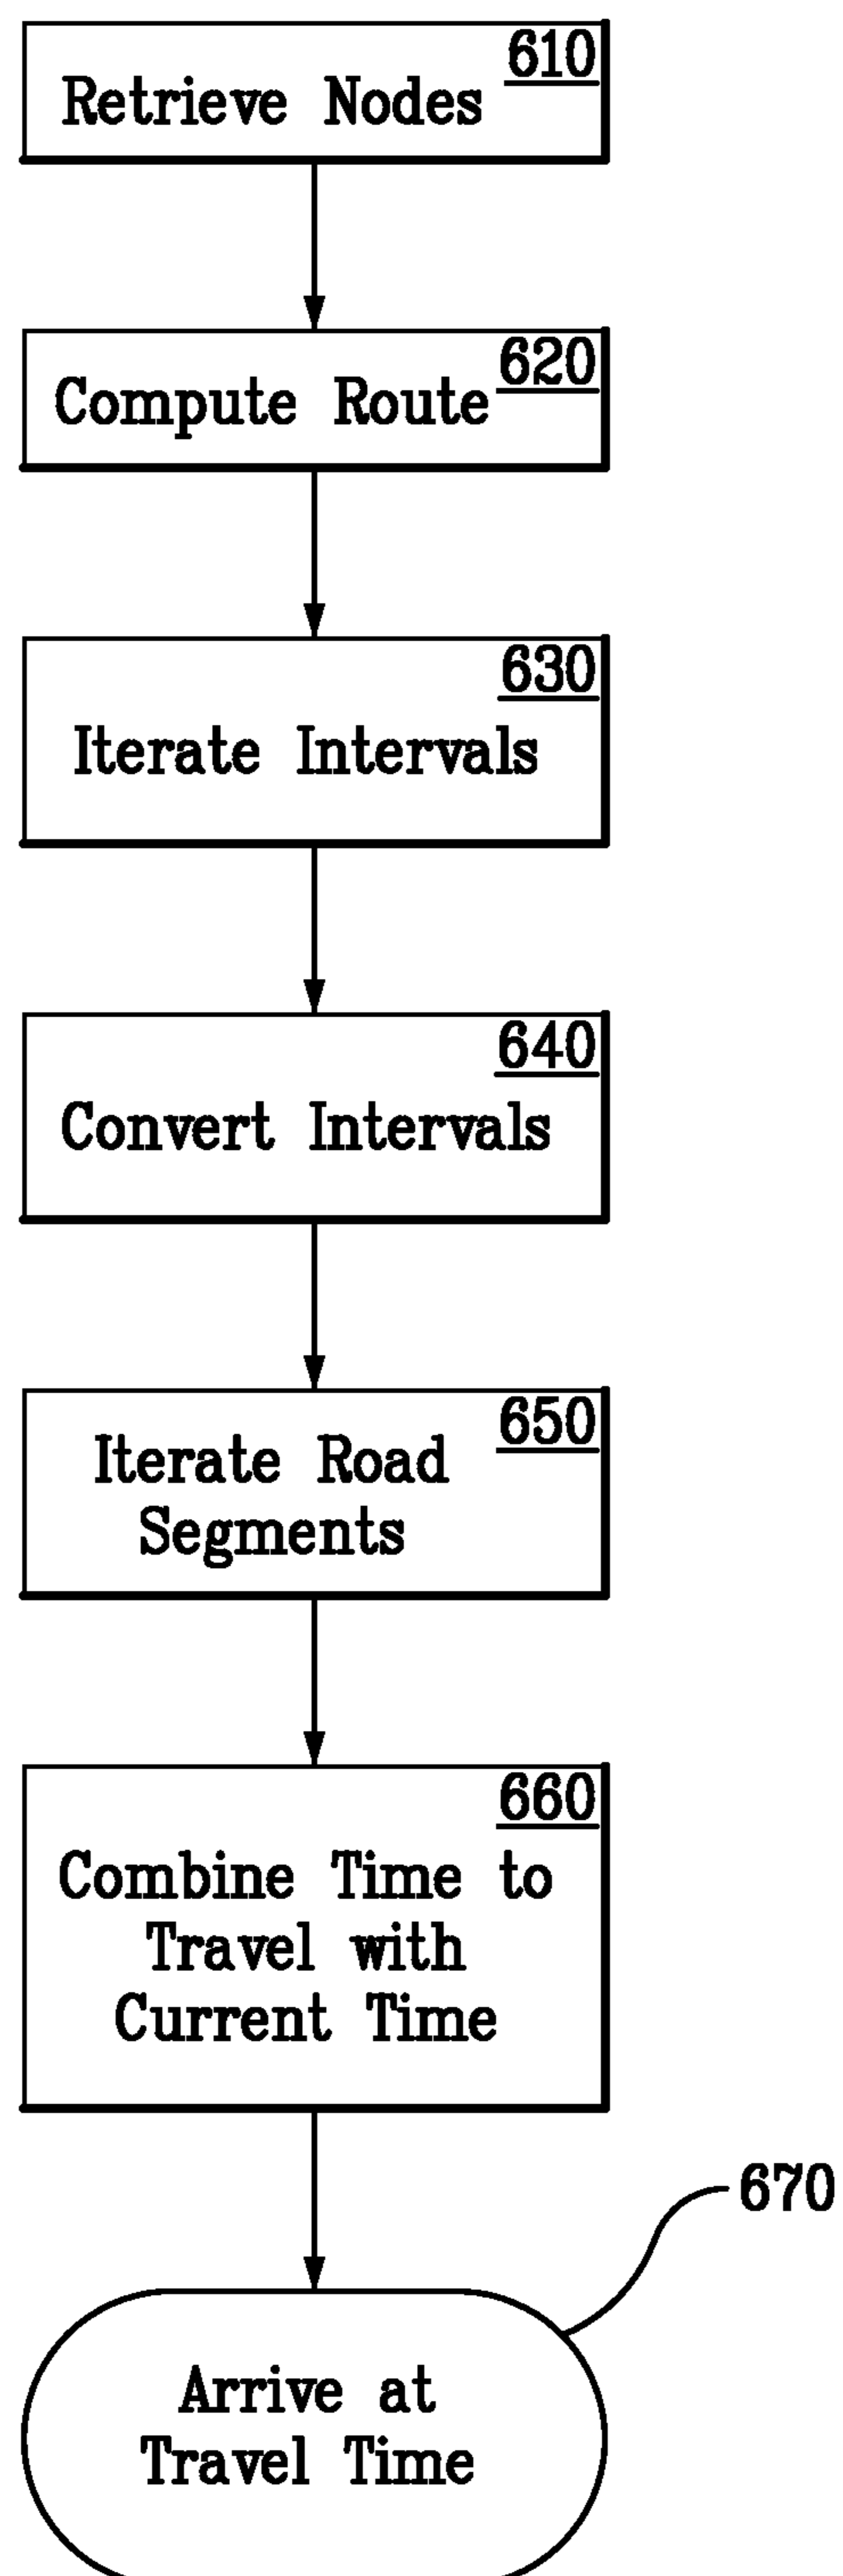 610
Retrieve Nodes
620
Compute Route
630
Iterate Intervals
640
Convert Intervals
650
Iterate Road
Segments
660
Combine Time to
Travel with
Current Time
670
Arrive at
Travel Time